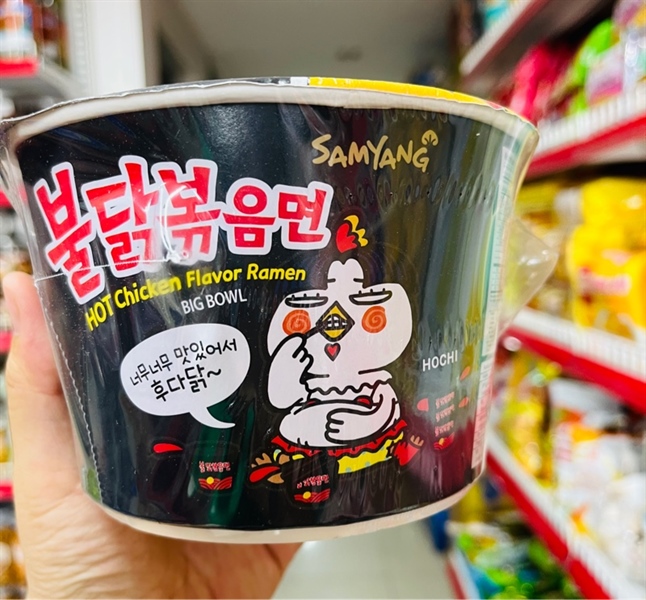 SAMYANG
불닭볶음면
HOT Chicken Flavor Ramen
BIG BOWL
너무너무 맛있어서
후다닭~
HOCHI